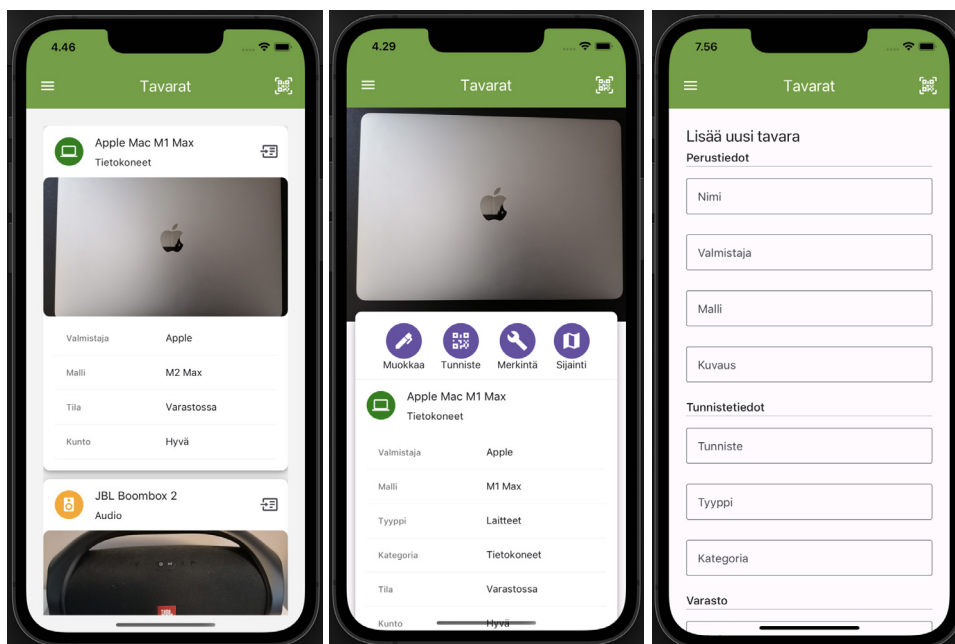 4.46
Tavarat
Apple Mac M1 Max
Tietokoneet
Valmistaja Apple
Malli M2 Max
Tila Varastossa
Kunto Hyvä
JBL Boombox 2
Audio
JBL
4.29
Tavarat
Muokkaa Tunniste Merkintä Sijainti
Apple Mac M1 Max
Tietokoneet
Valmistaja Apple
Malli M1 Max
Tyyppi Laitteet
Kategoria Tietokoneet
Tila Varastossa
Kunto Hyvä
7.56
Tavarat
Lisää uusi tavara
Perustiedot
Nimi
Valmistaja
Malli
Kuvaus
Tunnistetiedot
Tunniste
Tyyppi
Kategoria
Varasto